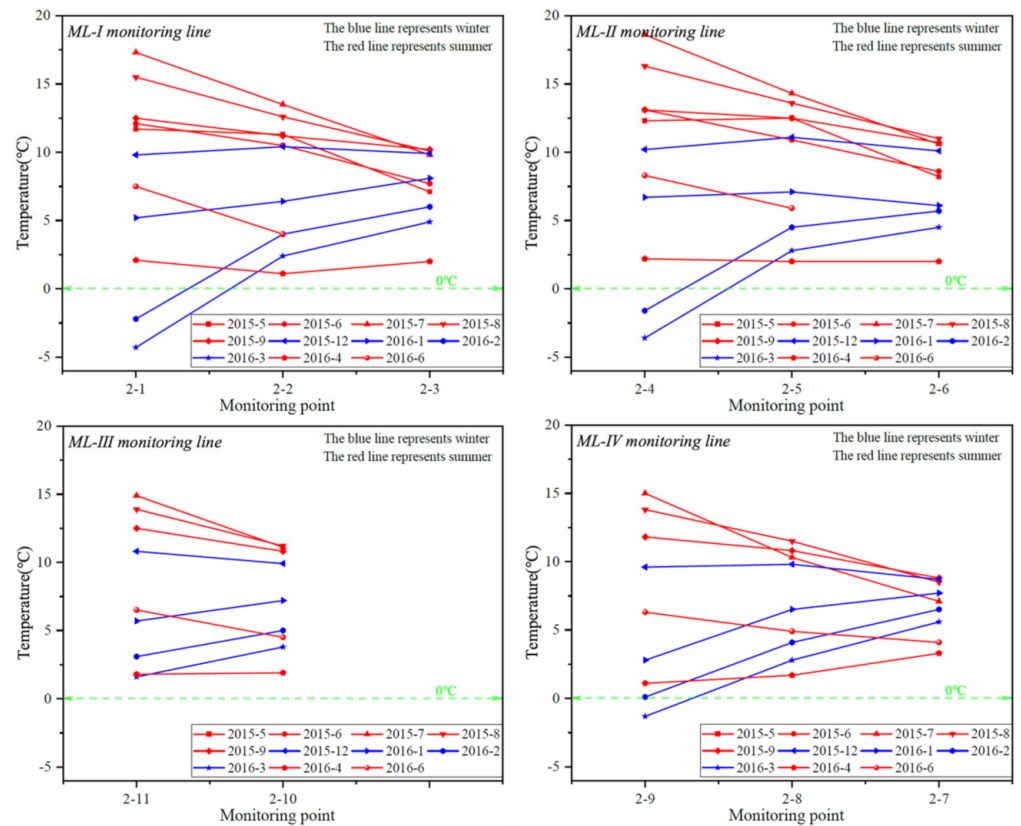 ML-I monitoring line
The blue line represents winter
The red line represents summer
Temperature(℃)
20
15
10
5
0
-5
0℃
2015-5 2015-6 2015-7 2015-8
2015-9 2015-12 2016-1 2016-2
2016-3 2016-4 2016-6
2-1 2-2 2-3
Monitoring point
ML-II monitoring line
The blue line represents winter
The red line represents summer
Temperature(℃)
20
15
10
5
0
-5
0℃
2015-5 2015-6 2015-7 2015-8
2015-9 2015-12 2016-1 2016-2
2016-3 2016-4 2016-6
2-4 2-5 2-6
Monitoring point
ML-III monitoring line
The blue line represents winter
The red line represents summer
Temperature(℃)
20
15
10
5
0
-5
0℃
2015-5 2015-6 2015-7 2015-8
2015-9 2015-12 2016-1 2016-2
2016-3 2016-4 2016-6
2-11 2-10
Monitoring point
ML-IV monitoring line
The blue line represents winter
The red line represents summer
Temperature(℃)
20
15
10
5
0
-5
0℃
2015-5 2015-6 2015-7 2015-8
2015-9 2015-12 2016-1 2016-2
2016-3 2016-4 2016-6
2-9 2-8 2-7
Monitoring point